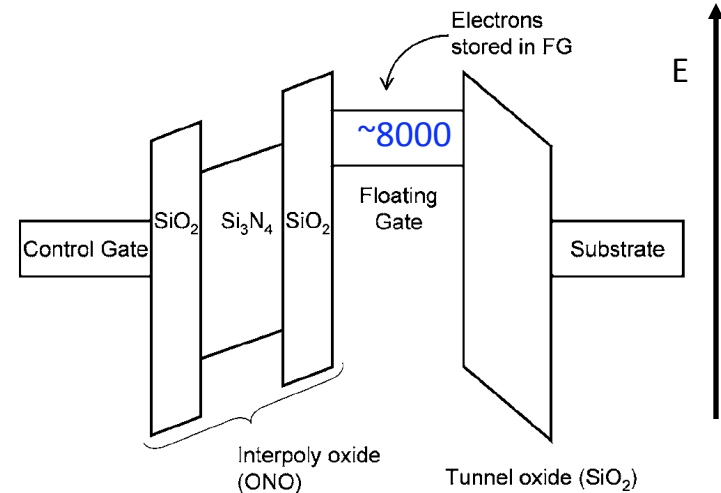 Electrons
stored in FG
E
~8000
Floating
Gate
SiO₂
Si₃N₄
SiO₂
Control Gate
Substrate
Interpoly oxide
(ONO)
Tunnel oxide (SiO₂)